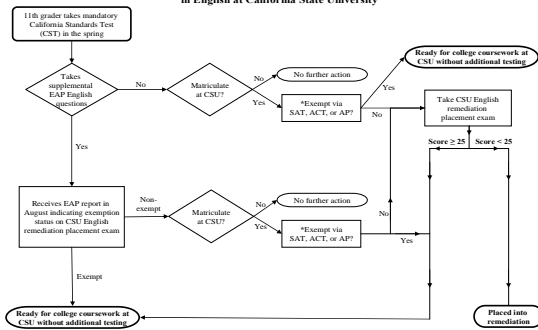 in English at California State University
11th grader takes mandatory
California Standards Test
(CST) in the spring
Ready for college coursework at
CSU without additional testing
Takes
supplemental
EAP English
questions
No
Matriculate
at CSU?
No
No further action
Yes
*Exempt via
SAT, ACT, or AP?
Yes
No
Take CSU English
remediation
placement exam
Score ≥ 25
Score < 25
Yes
Receives EAP report in
August indicating exemption
status on CSU English
remediation placement exam
Non-
exempt
Matriculate
at CSU?
No
No further action
Yes
*Exempt via
SAT, ACT, or AP?
No
Yes
Exempt
Ready for college coursework at
CSU without additional testing
Placed into
remediation